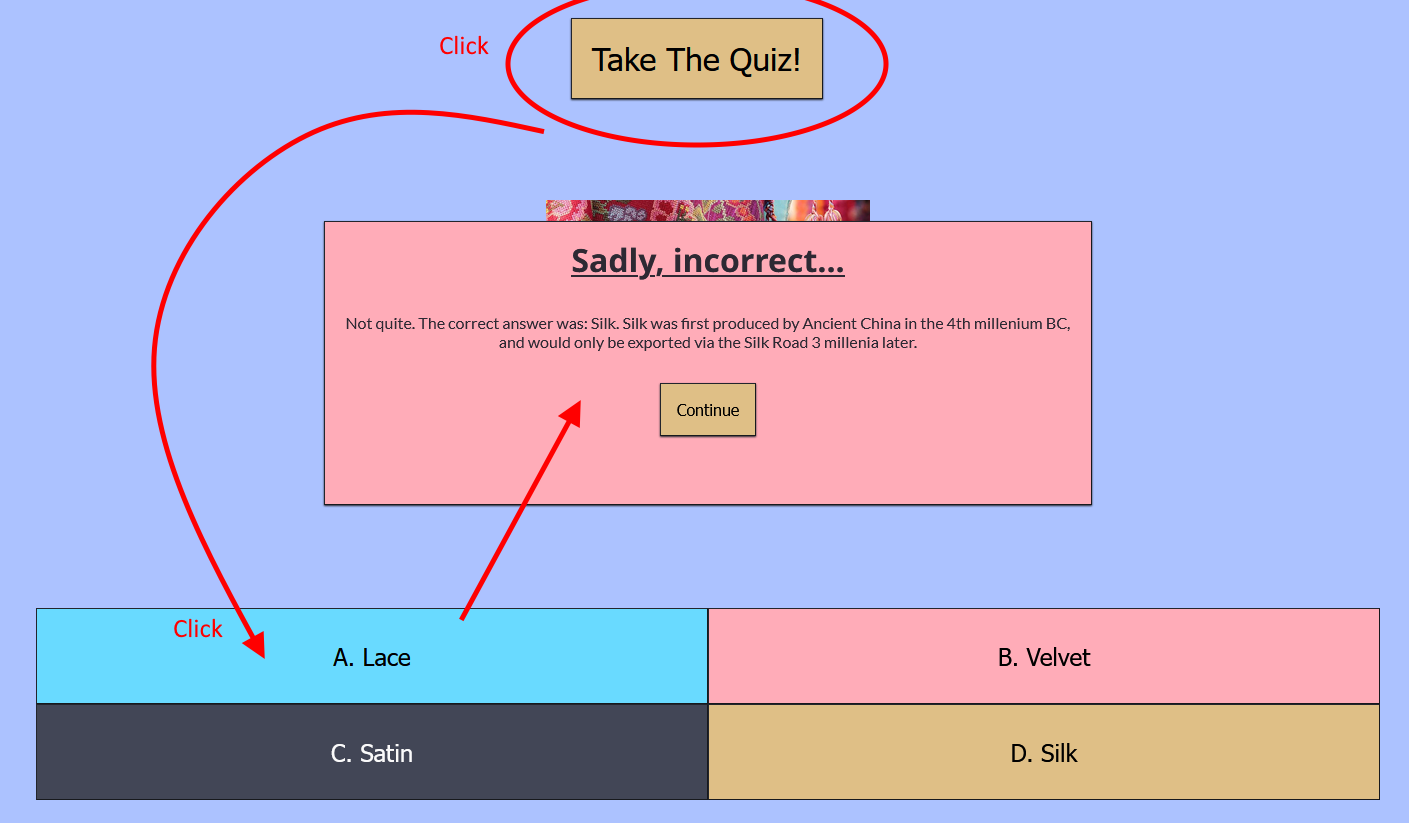 Click
Take The Quiz!
Sadly, incorrect...
Not quite. The correct answer was: Silk. Silk was first produced by Ancient China in the 4th millenium BC,
and would only be exported via the Silk Road 3 millenia later.
Continue
Click
A. Lace
B. Velvet
C. Satin
D. Silk